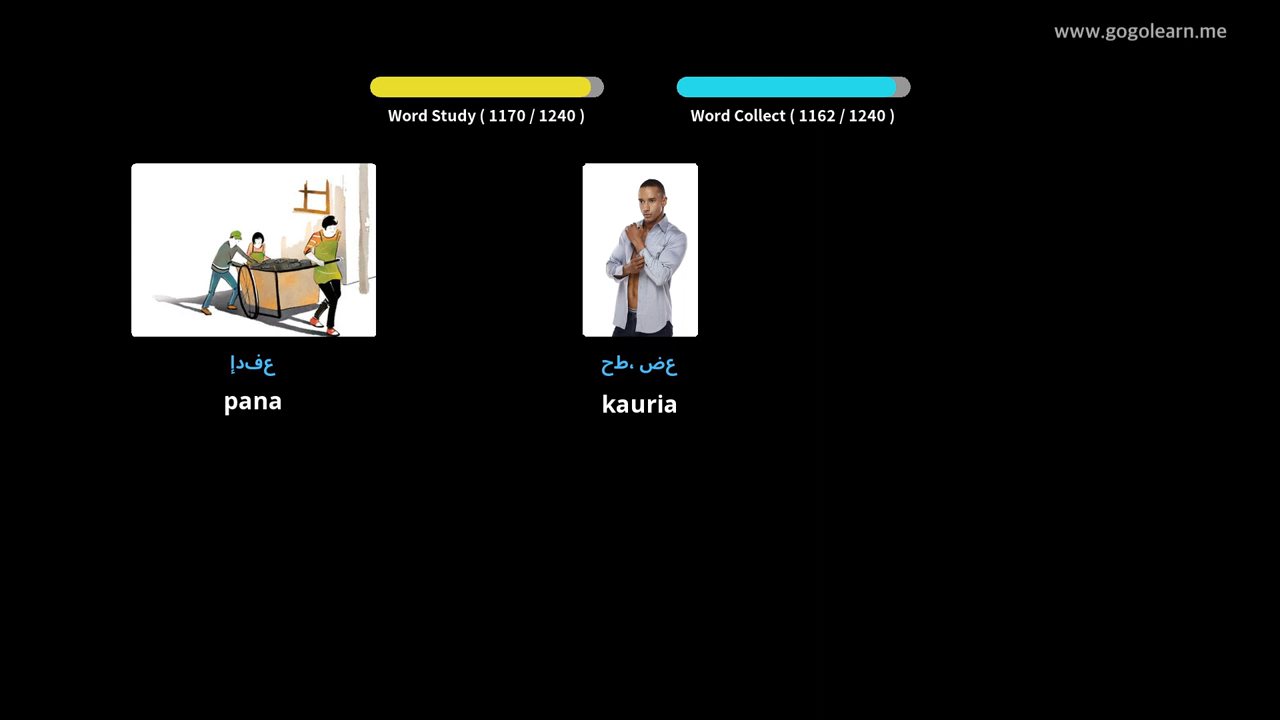 www.gogolearn.me
Word Study ( 1170 / 1240 )
Word Collect ( 1162 / 1240 )
عفدإ
pana
عض ،طح
kauria